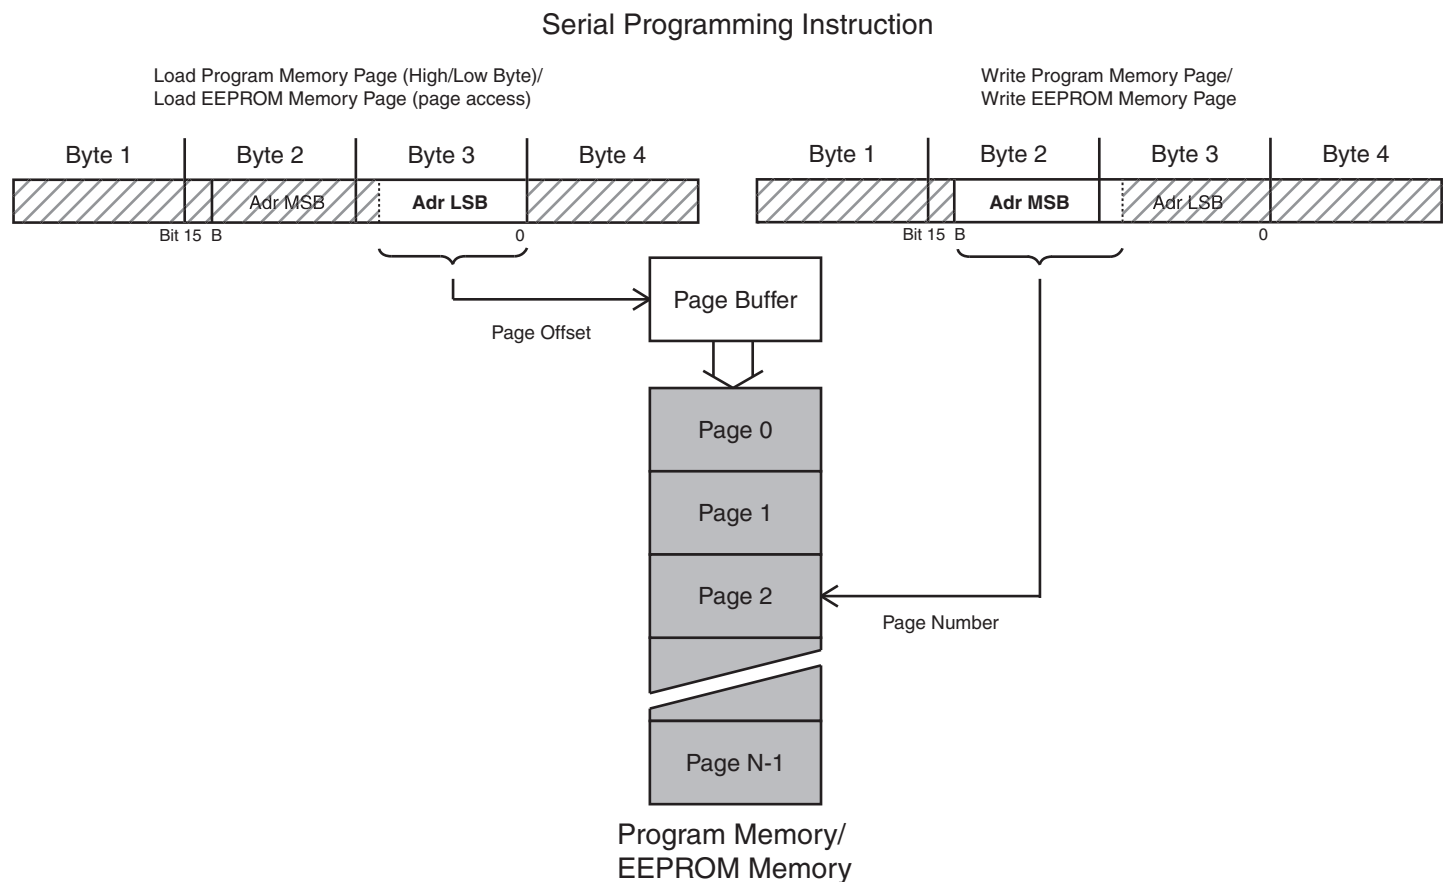 Serial Programming Instruction
Load Program Memory Page (High/Low Byte)/
Load EEPROM Memory Page (page access)
Write Program Memory Page/
Write EEPROM Memory Page
Byte 1 Byte 2 Byte 3 Byte 4
Adr MSB Adr LSB
Bit 15 B 0
Byte 1 Byte 2 Byte 3 Byte 4
Adr MSB Adr LSB
Bit 15 B 0
Page Buffer
Page Offset
Page 0
Page 1
Page 2
Page Number
Page N-1
Program Memory/
EEPROM Memory